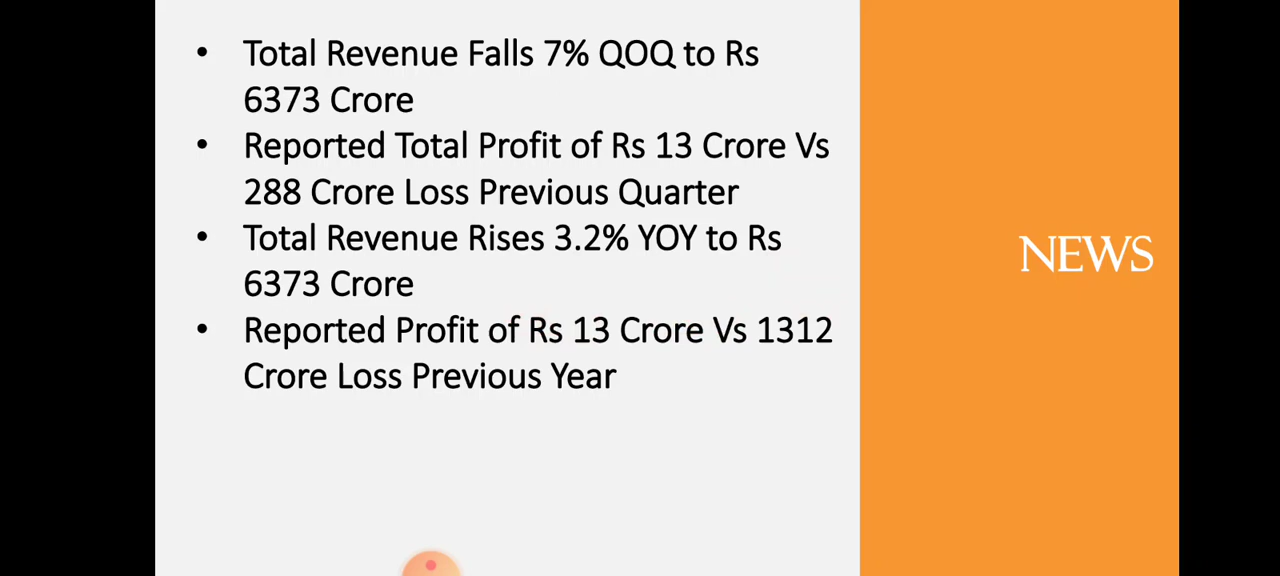 • Total Revenue Falls 7% QOQ to Rs
6373 Crore
• Reported Total Profit of Rs 13 Crore Vs
288 Crore Loss Previous Quarter
• Total Revenue Rises 3.2% YOY to Rs
6373 Crore
• Reported Profit of Rs 13 Crore Vs 1312
Crore Loss Previous Year
NEWS